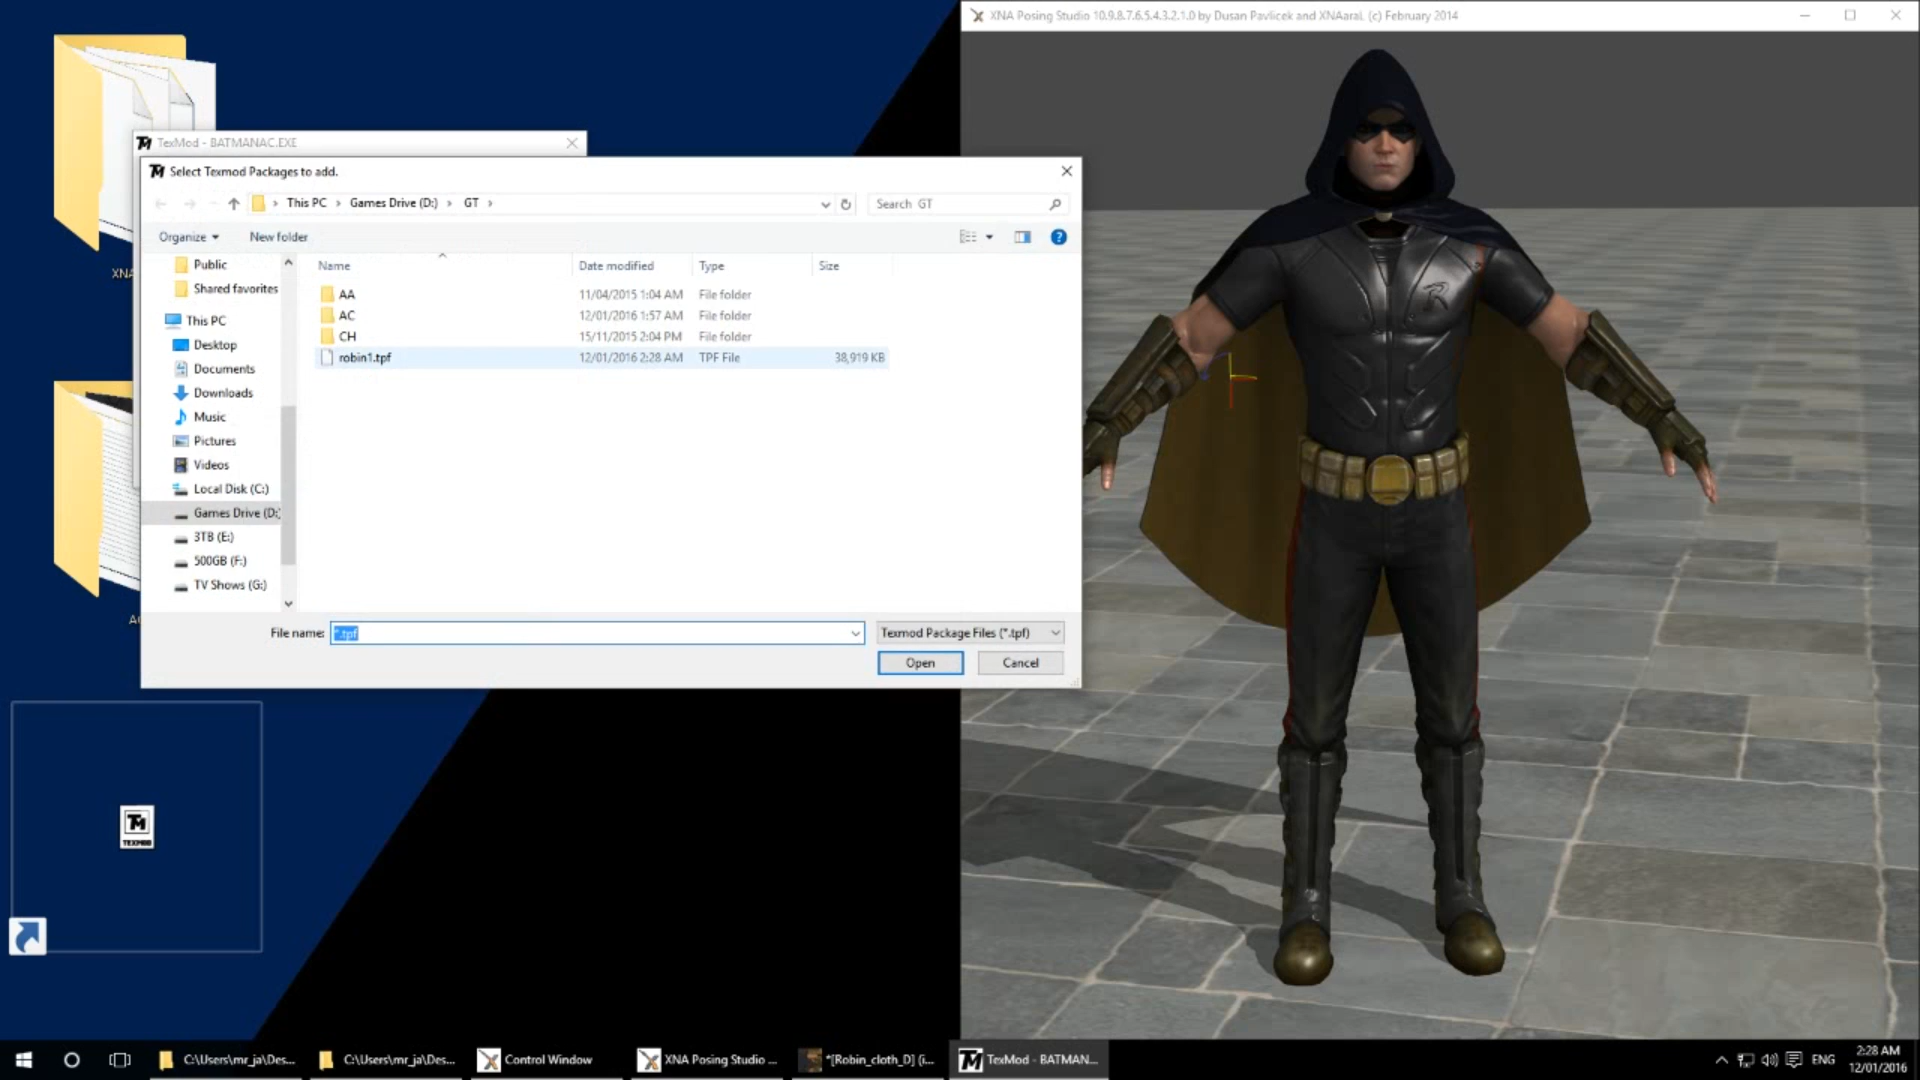 XNA Posing Studio 10.9.8.7.6.5.4.3.2.1.0 by Dusan Pavlicek and XNAaraL (c) February 2014
XNA
TM TexMod - BATMANAC.EXE
TM Select Texmod Packages to add.
This PC > Games Drive (D:) > GT >
Search GT
Organize
New folder
?
Public
Shared favorites
This PC
Desktop
Documents
Downloads
Music
Pictures
Videos
Local Disk (C:)
Games Drive (D:)
3TB (E:)
500GB (F:)
TV Shows (G:)
Name Date modified Type Size
AA 11/04/2015 1:04 AM File folder
AC 12/01/2016 1:57 AM File folder
CH 15/11/2015 2:04 PM File folder
robin1.tpf 12/01/2016 2:28 AM TPF File 38,919 KB
File name: *.tpf Texmod Package Files (*.tpf)
Open Cancel
R
TM
TEXMOD
C:\Users\mr_ja\Des...
C:\Users\mr_ja\Des...
Control Window
XNA Posing Studio ...
*[Robin_cloth_D] (i...
TM TexMod - BATMAN...
ENG
2:28 AM
12/01/2016